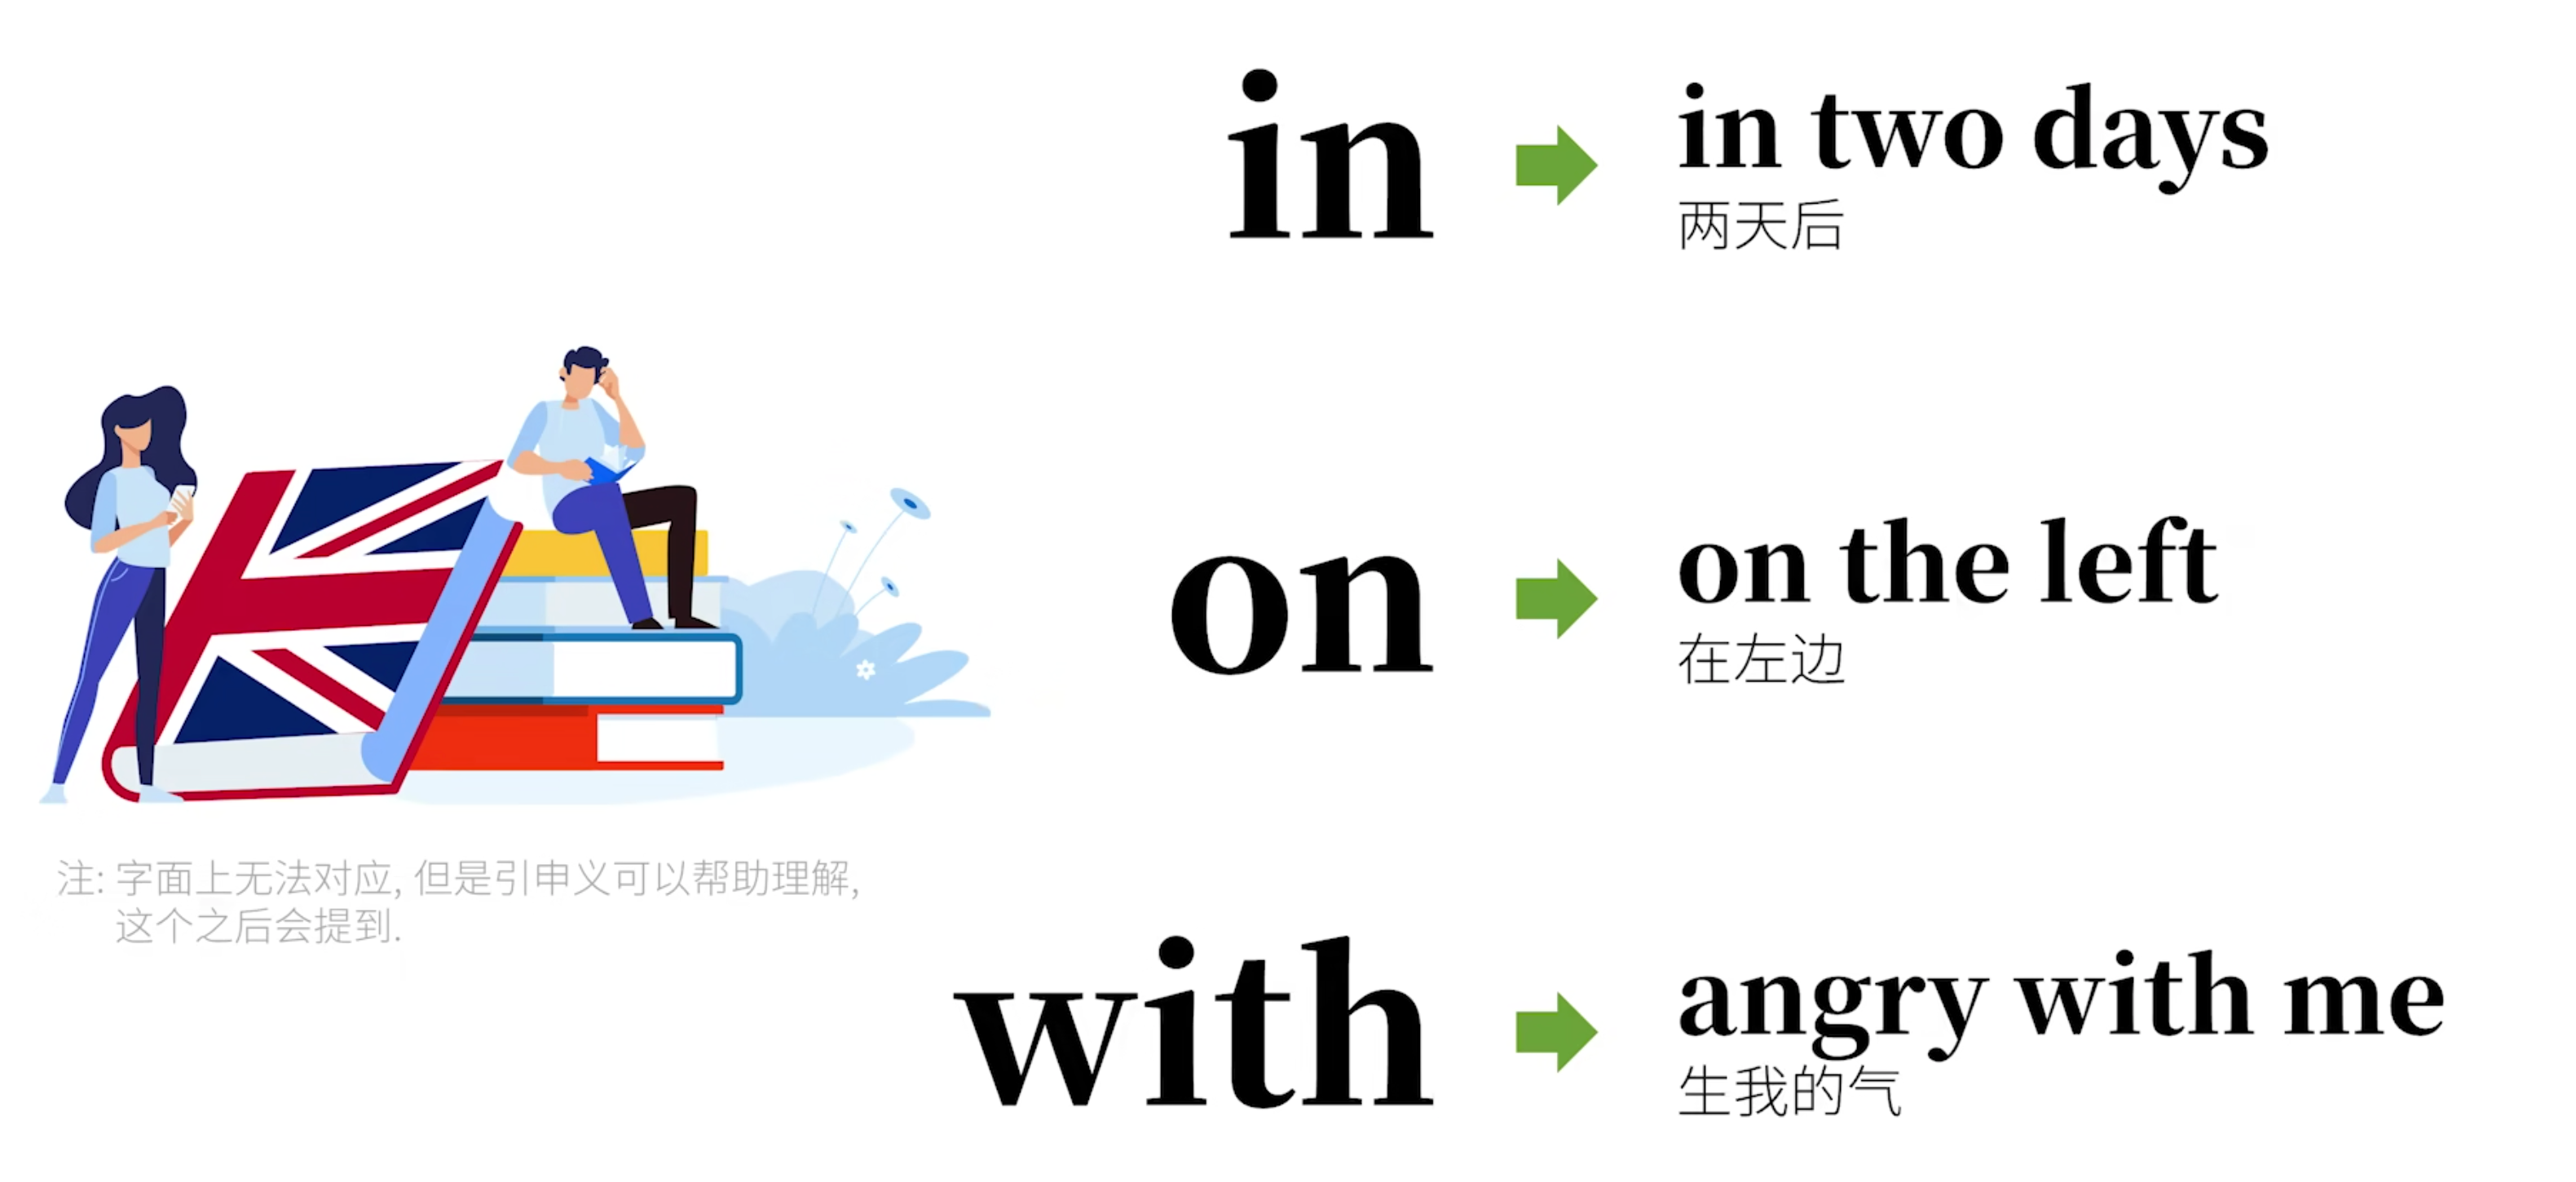 in
in two days
两天后
on
on the left
在左边
with
angry with me
生我的气
注: 字面上无法对应, 但是引申义可以帮助理解,
这个之后会提到.